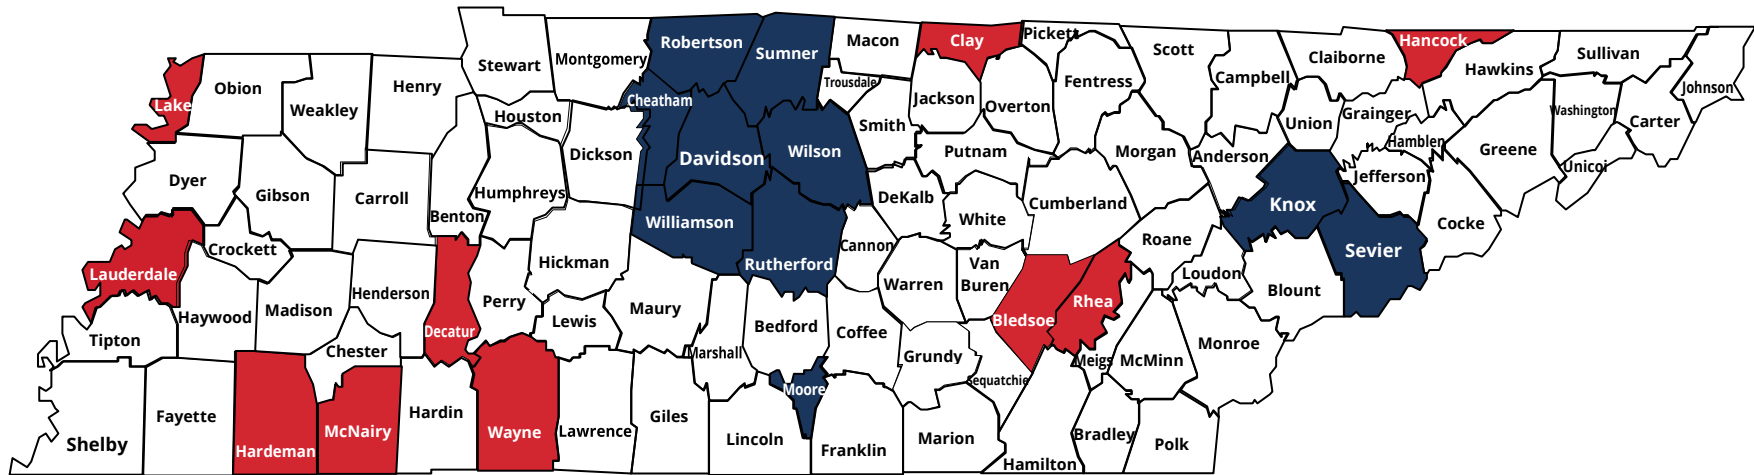 Robertson
Sumner
Macon
Clay
Pickett
Scott
Claiborne
Hancock
Sullivan
Stewart
Montgomery
Trousdale
Fentress
Campbell
Hawkins
Johnson
Lake
Obion
Weakley
Henry
Houston
Cheatham
Jackson
Overton
Union
Grainger
Washington
Carter
Dickson
Davidson
Wilson
Smith
Putnam
Morgan
Anderson
Hamblen
Greene
Unicoi
Dyer
Gibson
Carroll
Benton
Humphreys
Williamson
DeKalb
White
Cumberland
Knox
Jefferson
Cocke
Sevier
Lauderdale
Crockett
Hickman
Rutherford
Cannon
Van
Buren
Roane
Loudon
Blount
Haywood
Madison
Henderson
Decatur
Perry
Lewis
Maury
Bedford
Coffee
Warren
Bledsoe
Rhea
Tipton
Chester
Marshall
Grundy
Sequatchie
Meigs
McMinn
Monroe
Shelby
Fayette
Hardeman
McNairy
Hardin
Wayne
Lawrence
Giles
Lincoln
Moore
Franklin
Marion
Hamilton
Bradley
Polk